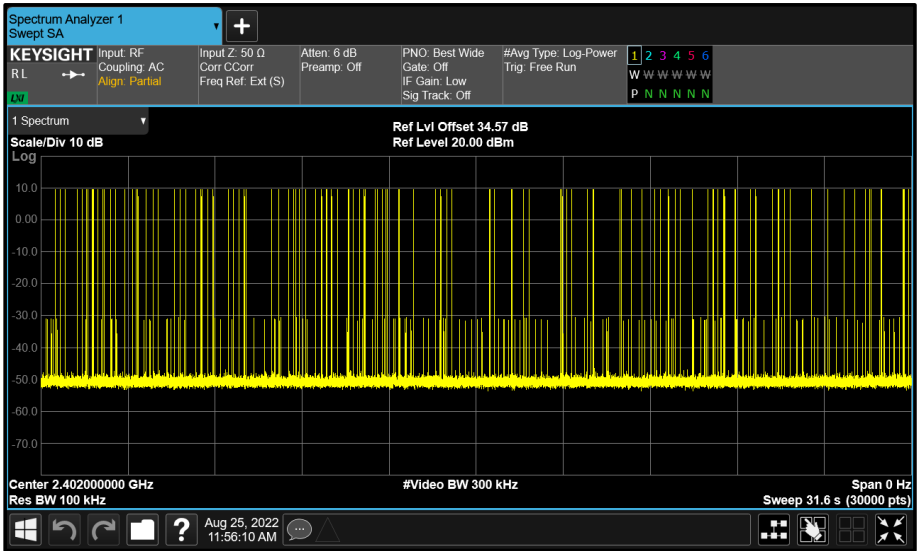 Spectrum Analyzer 1
Swept SA
+
KEYSIGHT
RL
LXI
Input: RF
Coupling: AC
Align: Partial
Input Z: 50 Ω
Corr CCorr
Freq Ref: Ext (S)
Atten: 6 dB
Preamp: Off
PNO: Best Wide
Gate: Off
IF Gain: Low
Sig Track: Off
#Avg Type: Log-Power
Trig: Free Run
1 2 3 4 5 6
W W W W W W
P N N N N N
1 Spectrum
Scale/Div 10 dB
Ref Lvl Offset 34.57 dB
Ref Level 20.00 dBm
Log
10.0
0.00
-10.0
-20.0
-30.0
-40.0
-50.0
-60.0
-70.0
Center 2.402000000 GHz
#Video BW 300 kHz
Span 0 Hz
Res BW 100 kHz
Sweep 31.6 s (30000 pts)
?
Aug 25, 2022
11:56:10 AM